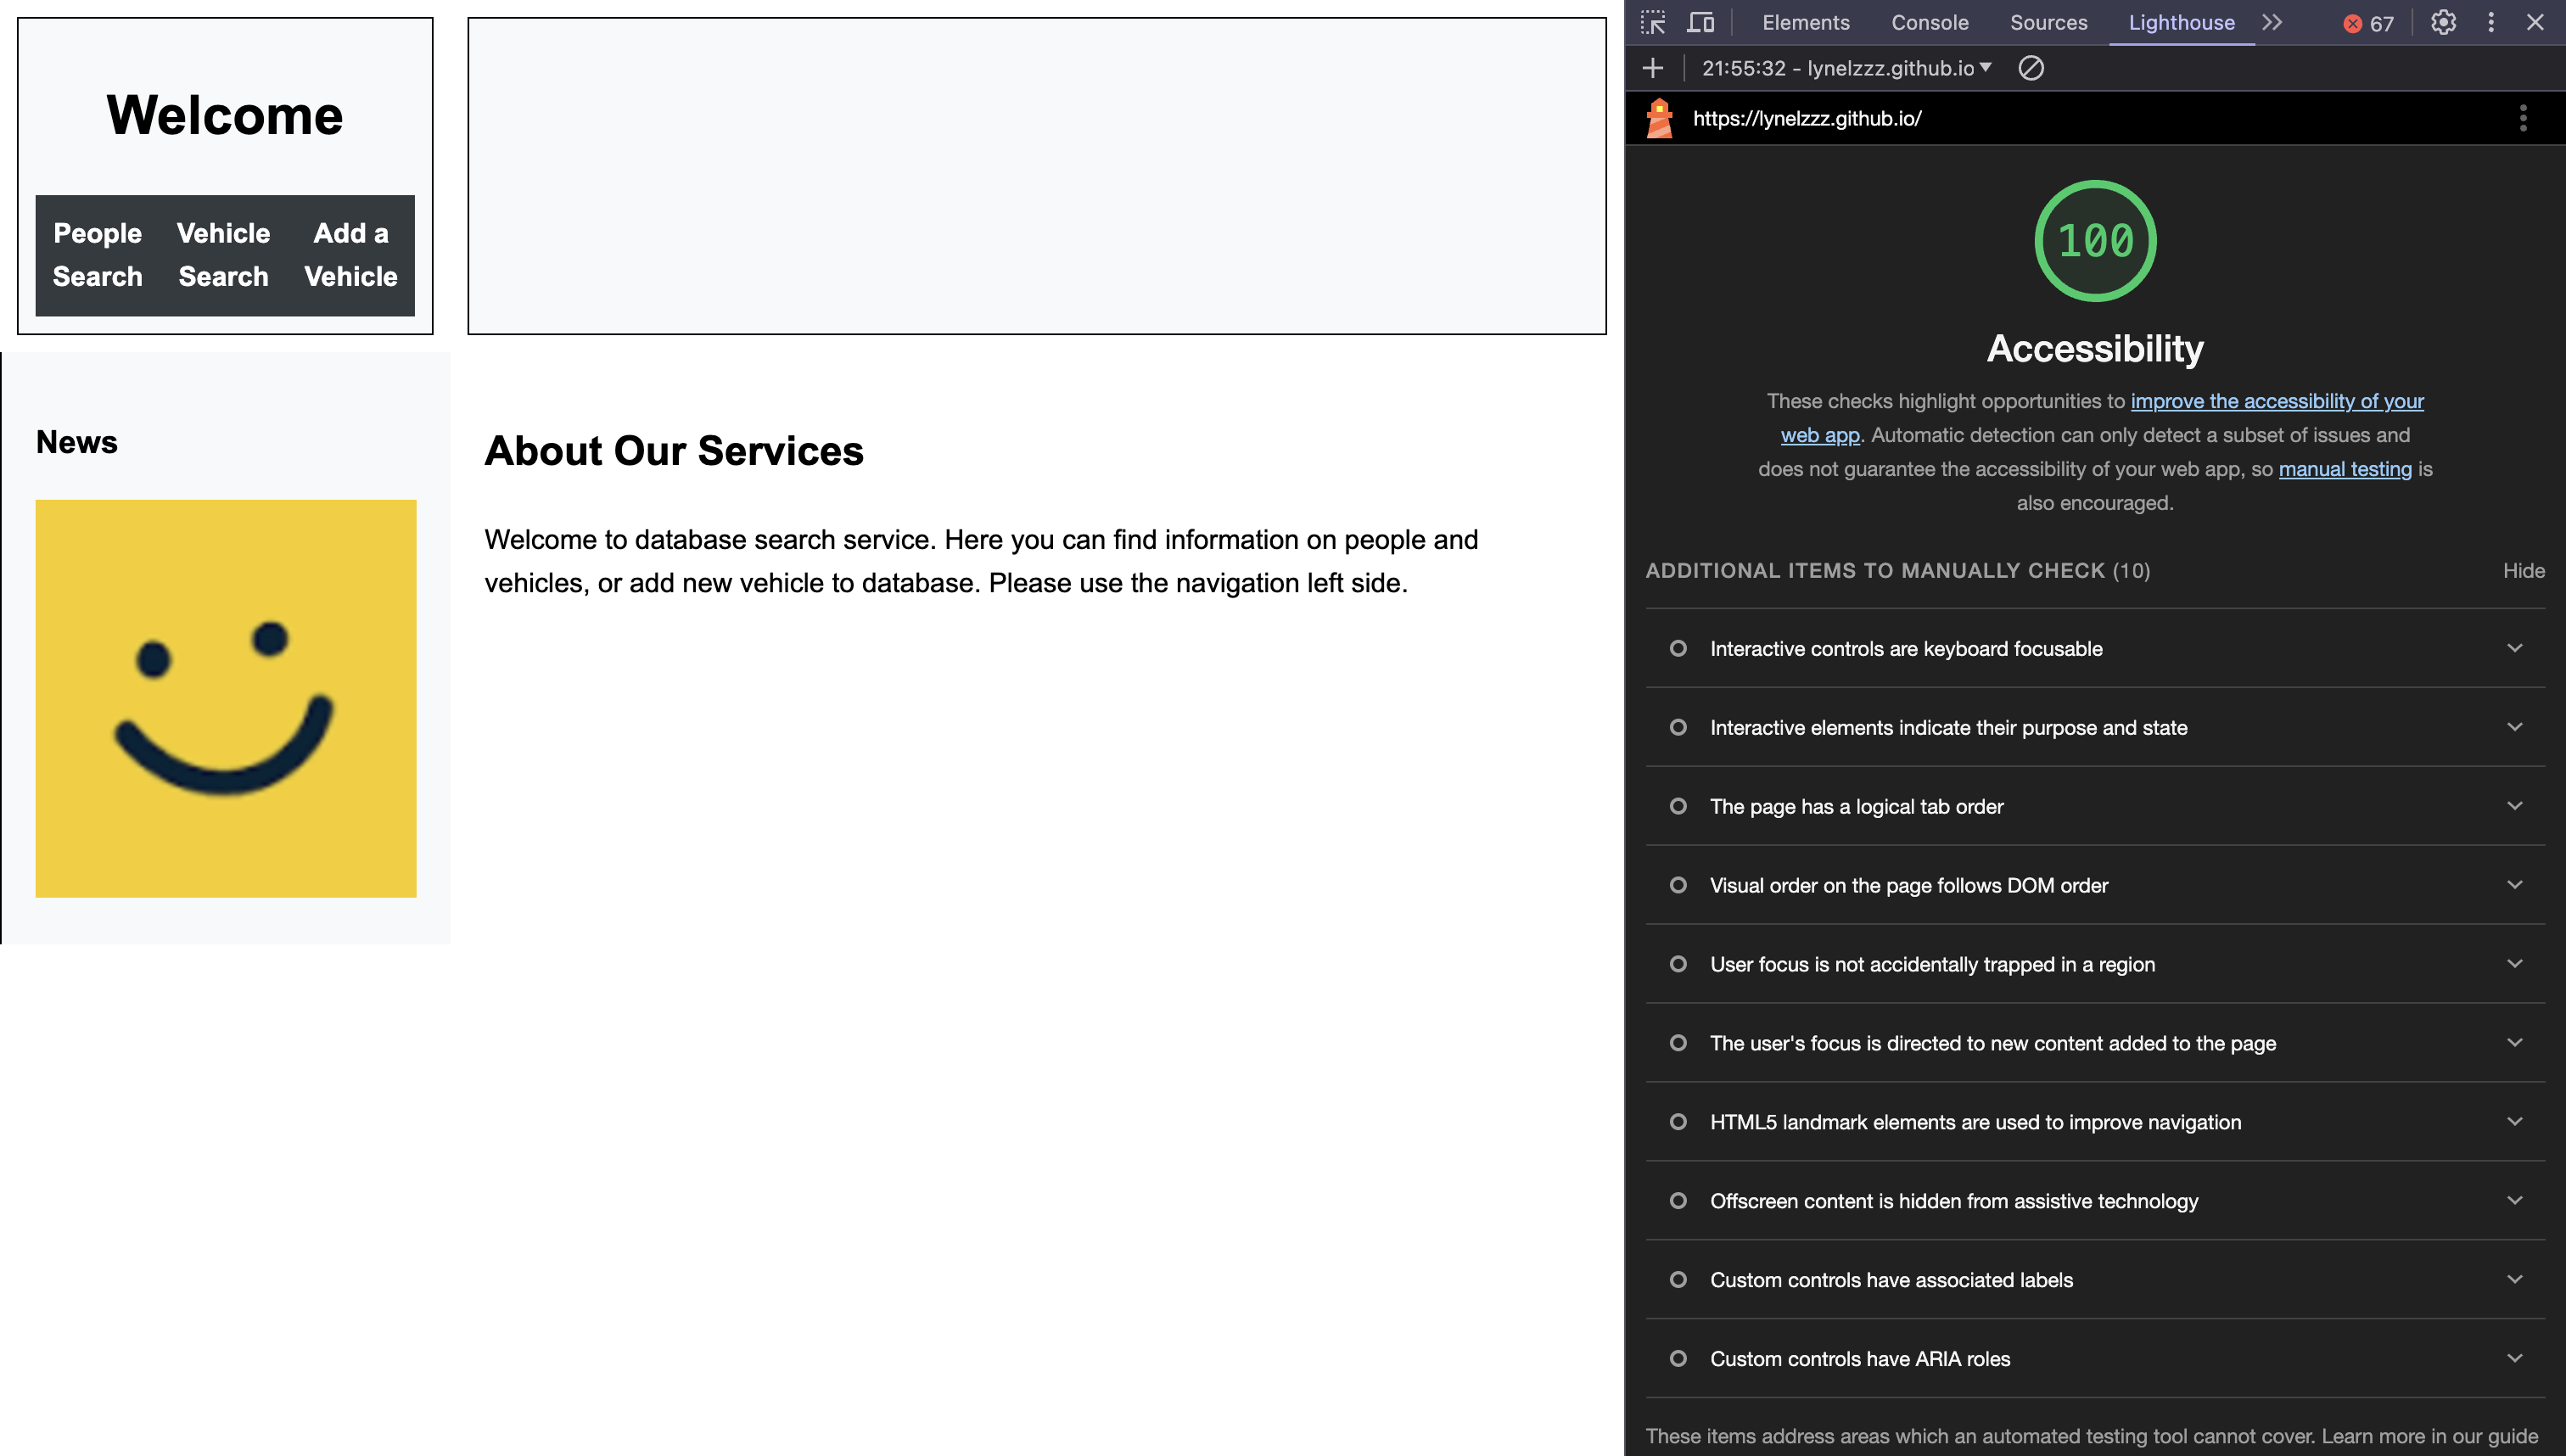 Welcome
People Search
Vehicle Search
Add a Vehicle
News
About Our Services
Welcome to database search service. Here you can find information on people and
vehicles, or add new vehicle to database. Please use the navigation left side.
Elements Console Sources Lighthouse 67
21:55:32 - lynelzzz.github.io
https://lynelzzz.github.io/
100
Accessibility
These checks highlight opportunities to improve the accessibility of your
web app. Automatic detection can only detect a subset of issues and
does not guarantee the accessibility of your web app, so manual testing is
also encouraged.
ADDITIONAL ITEMS TO MANUALLY CHECK (10) Hide
Interactive controls are keyboard focusable
Interactive elements indicate their purpose and state
The page has a logical tab order
Visual order on the page follows DOM order
User focus is not accidentally trapped in a region
The user's focus is directed to new content added to the page
HTML5 landmark elements are used to improve navigation
Offscreen content is hidden from assistive technology
Custom controls have associated labels
Custom controls have ARIA roles
These items address areas which an automated testing tool cannot cover. Learn more in our guide